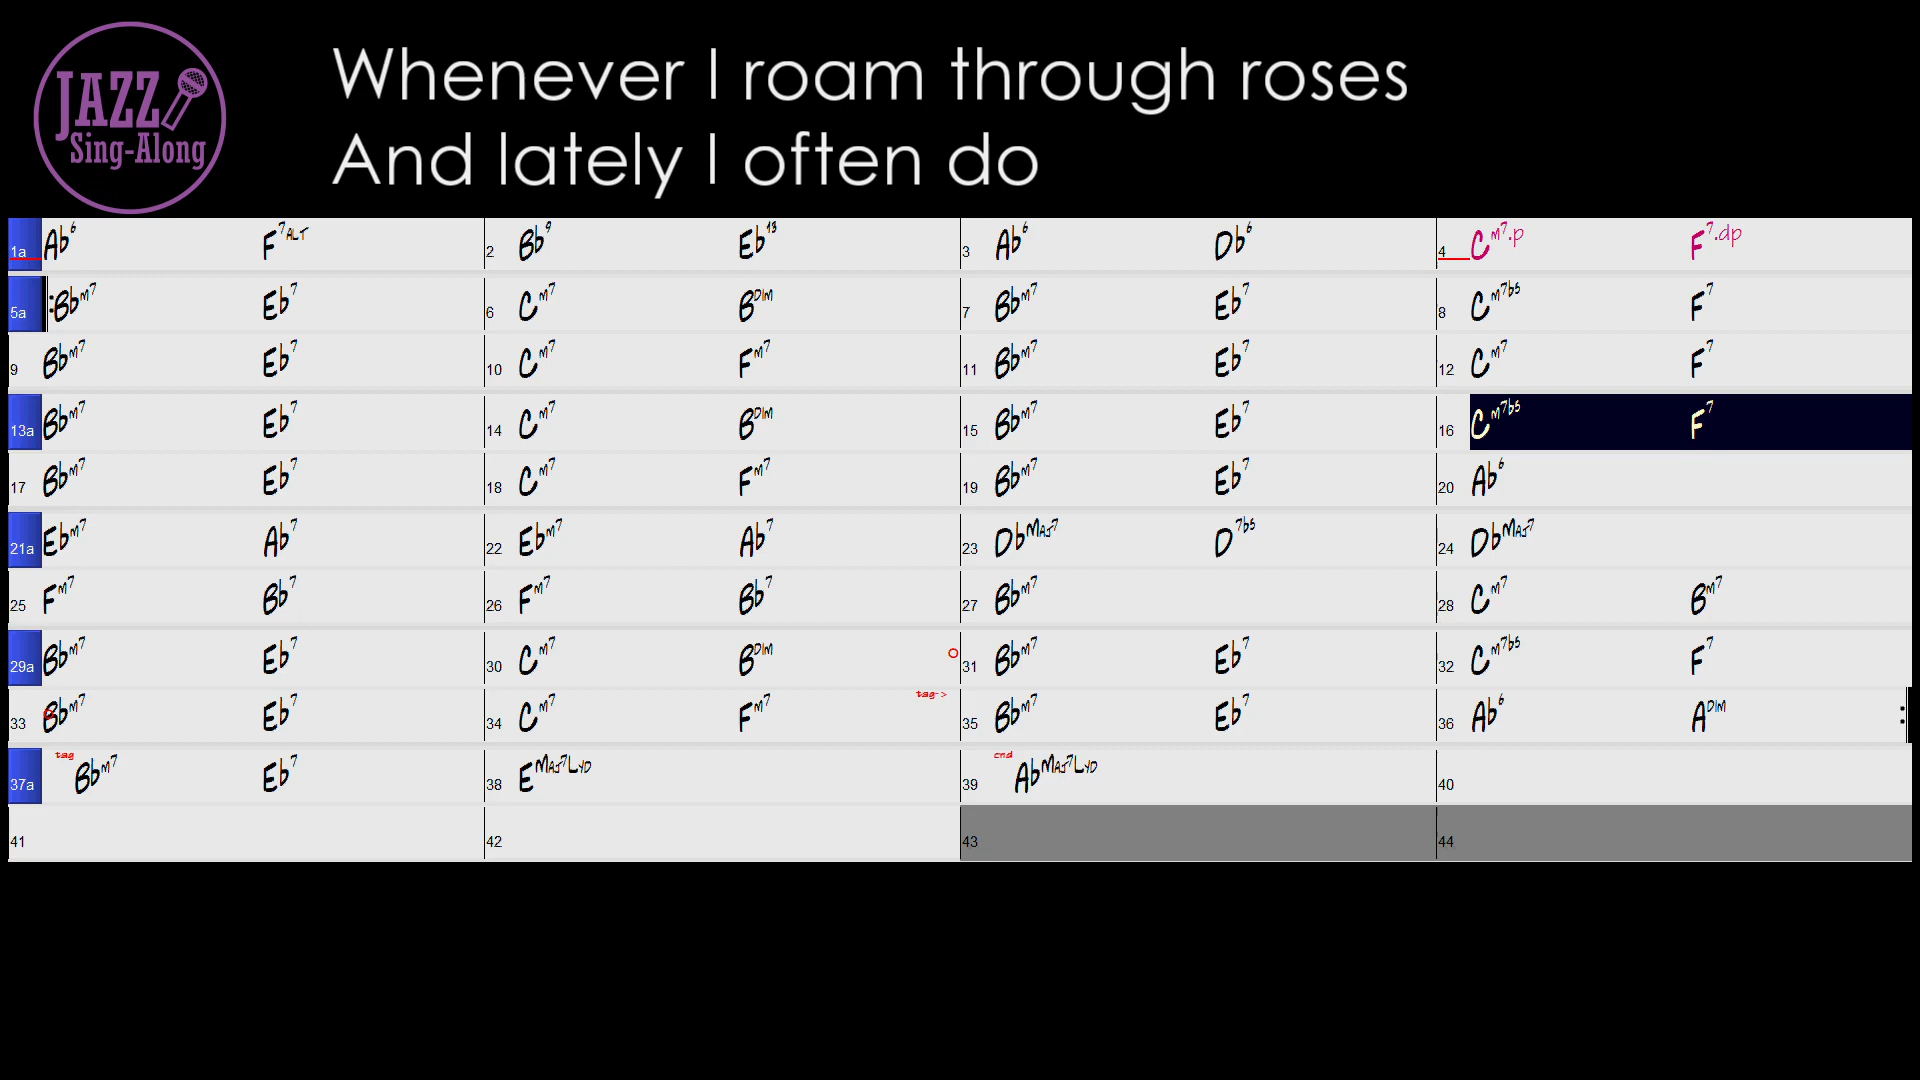 JAZZ
Sing-Along
Whenever I roam through roses
And lately I often do
1a Ab6 F7ALT 2 Bb9 Eb13 3 Ab6 Db6 4 Cm7.p F7.dp
5a :Bbm7 Eb7 6 Cm7 BDIM 7 Bbm7 Eb7 8 Cm7b5 F7
9 Bbm7 Eb7 10 Cm7 Fm7 11 Bbm7 Eb7 12 Cm7 F7
13a Bbm7 Eb7 14 Cm7 BDIM 15 Bbm7 Eb7 16 Cm7b5 F7
17 Bbm7 Eb7 18 Cm7 Fm7 19 Bbm7 Eb7 20 Ab6
21a Ebm7 Ab7 22 Ebm7 Ab7 23 DbMAJ7 D7b5 24 DbMAJ7
25 Fm7 Bb7 26 Fm7 Bb7 27 Bbm7 28 Cm7 Bm7
29a Bbm7 Eb7 30 Cm7 BDIM 31 Bbm7 Eb7 32 Cm7b5 F7
tag->
33 Bbm7 Eb7 34 Cm7 Fm7 35 Bbm7 Eb7 36 Ab6 ADIM :
tag end
37a Bbm7 Eb7 38 EMAJ7LYD 39 AbMAJ7LYD 40
41 42 43 44